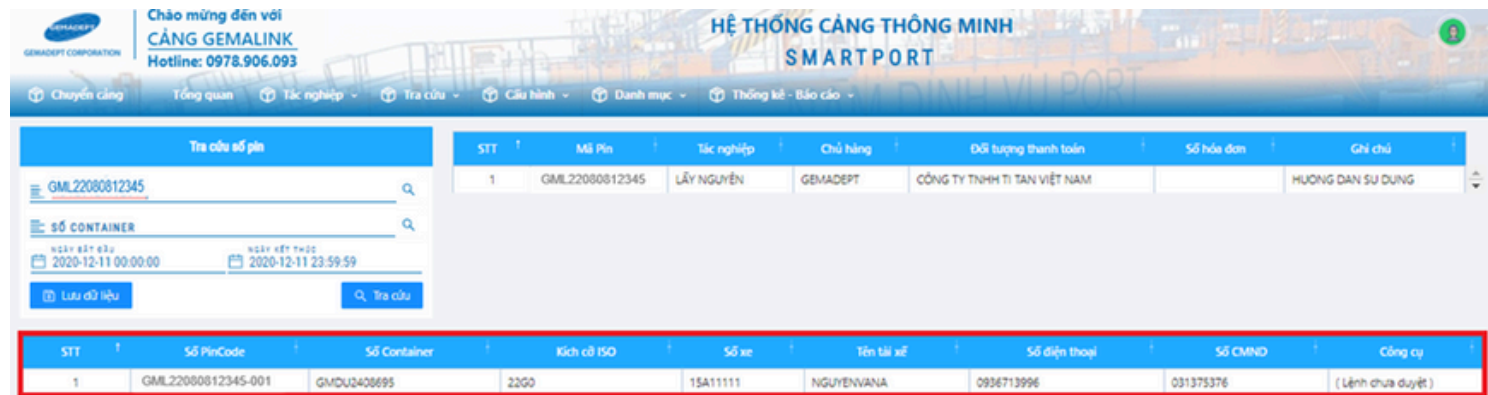 GEMADEPT
GEMADEPT CORPORATION
Chào mừng đến với
CẢNG GEMALINK
Hotline: 0978.906.093
HỆ THỐNG CẢNG THÔNG MINH
SMARTPORT
Chuyển cảng Tổng quan Tác nghiệp Tra cứu Cấu hình Danh mục Thống kê - Báo cáo
Tra cứu số pin
GML22080812345
SỐ CONTAINER
NGÀY BẮT ĐẦU NGÀY KẾT THÚC
2020-12-11 00:00:00 2020-12-11 23:59:59
Lưu dữ liệu Tra cứu
STT Mã Pin Tác nghiệp Chủ hàng Đối tượng thanh toán Số hóa đơn Ghi chú
1 GML22080812345 LẤY NGUYÊN GEMADEPT CÔNG TY TNHH TI TAN VIỆT NAM HUONG DAN SU DUNG
STT Số PinCode Số Container Kích cỡ ISO Số xe Tên tài xế Số điện thoại Số CMND Công cụ
1 GML22080812345-001 GMDU2408695 22G0 15A11111 NGUYENVANA 0936713996 031375376 ( Lệnh chưa duyệt )